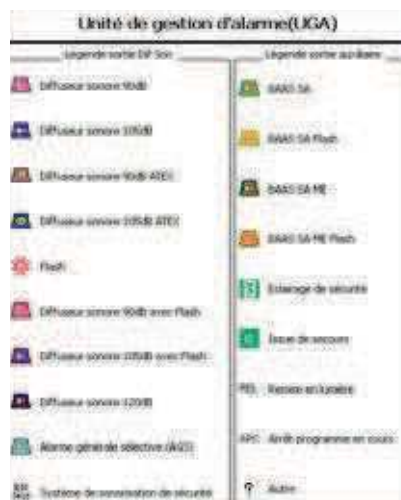 Unité de gestion d'alarme(UGA)
Légende sortie Dif Son
Diffuseur sonore 90dB
Diffuseur sonore 105dB
Diffuseur sonore 90dB ATEX
Diffuseur sonore 105dB ATEX
Flash
Diffuseur sonore 90dB avec Flash
Diffuseur sonore 105dB avec Flash
Diffuseur sonore 120dB
Alarme générale sélective (AGS)
Système de sonorisation de sécurité
Légende sortie auxiliaire
BAAS SA
BAAS SA Flash
BAAS SA ME
BAAS SA ME Flash
Eclairage de sécurité
Issue de secours
Remise en lumière
APC Arrêt programme en cours
? Autre